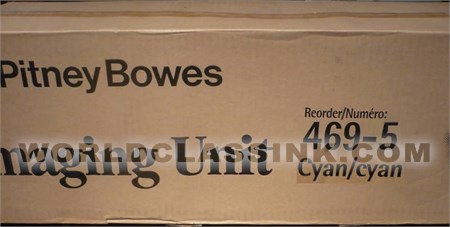 Pitney Bowes
Reorder/Numéro:
469-5
maging Unit
Cyan/cyan
WORLDCLASSINK.COM